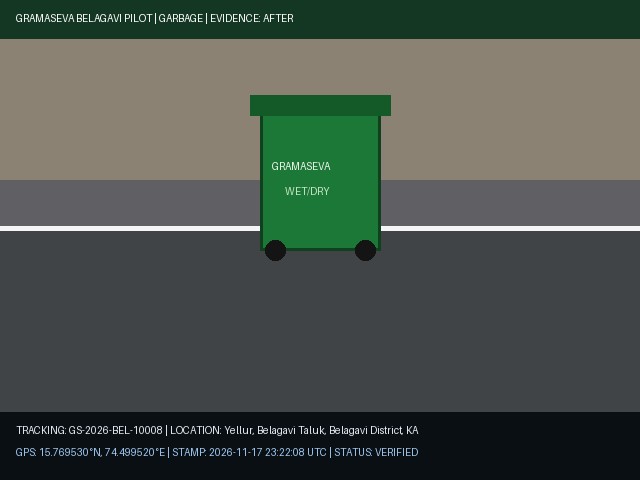 GRAMASEVA BELAGAVI PILOT | GARBAGE | EVIDENCE: AFTER
GRAMASEVA
WET/DRY
TRACKING: GS-2026-BEL-10008 | LOCATION: Yellur, Belagavi Taluk, Belagavi District, KA
GPS: 15.769530°N, 74.499520°E | STAMP: 2026-11-17 23:22:08 UTC | STATUS: VERIFIED